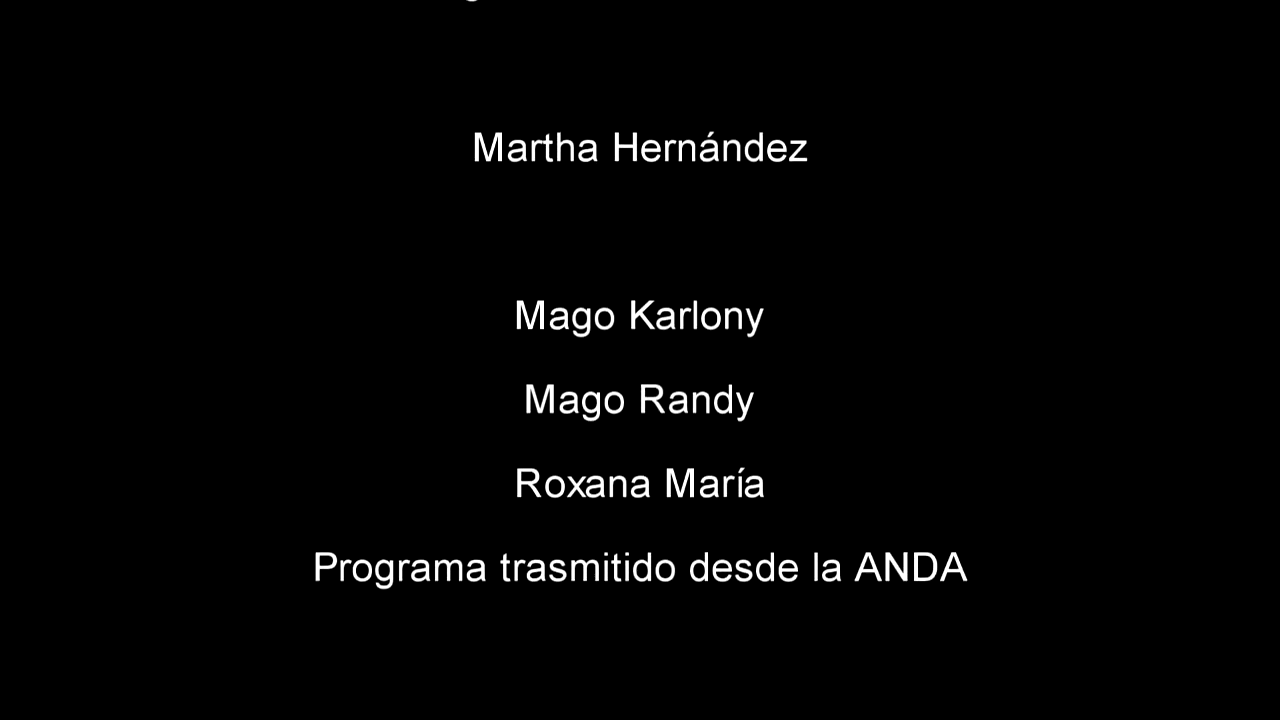 Martha Hernández
Mago Karlony
Mago Randy
Roxana María
Programa trasmitido desde la ANDA